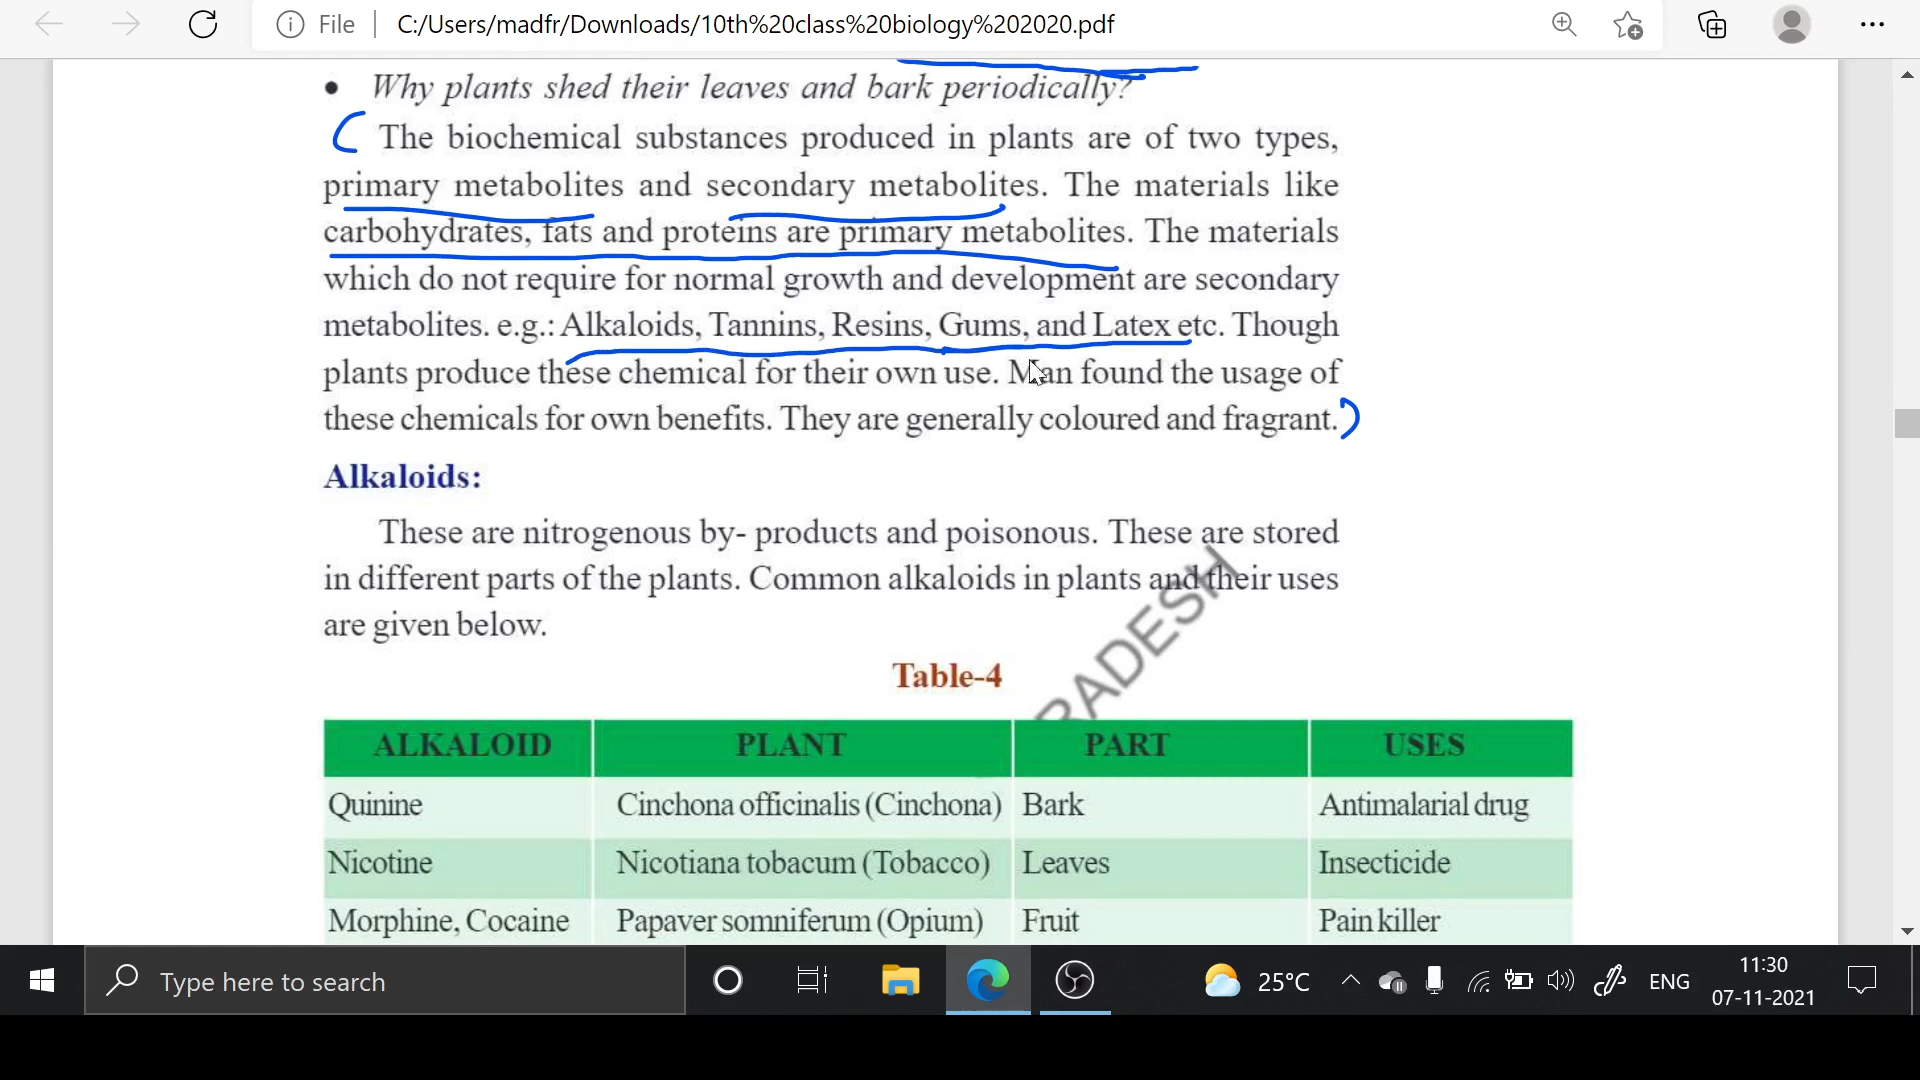 File
C:/Users/madfr/Downloads/10th%20class%20biology%202020.pdf
• Why plants shed their leaves and bark periodically?
The biochemical substances produced in plants are of two types,
primary metabolites and secondary metabolites. The materials like
carbohydrates, fats and proteins are primary metabolites. The materials
which do not require for normal growth and development are secondary
metabolites. e.g.: Alkaloids, Tannins, Resins, Gums, and Latex etc. Though
plants produce these chemical for their own use. Man found the usage of
these chemicals for own benefits. They are generally coloured and fragrant.
Alkaloids:
These are nitrogenous by- products and poisonous. These are stored
in different parts of the plants. Common alkaloids in plants and their uses
are given below.
RADESH
Table-4
ALKALOID PLANT PART USES
Quinine Cinchona officinalis (Cinchona) Bark Antimalarial drug
Nicotine Nicotiana tobacum (Tobacco) Leaves Insecticide
Morphine, Cocaine Papaver somniferum (Opium) Fruit Pain killer
Type here to search
25°C
ENG
11:30
07-11-2021